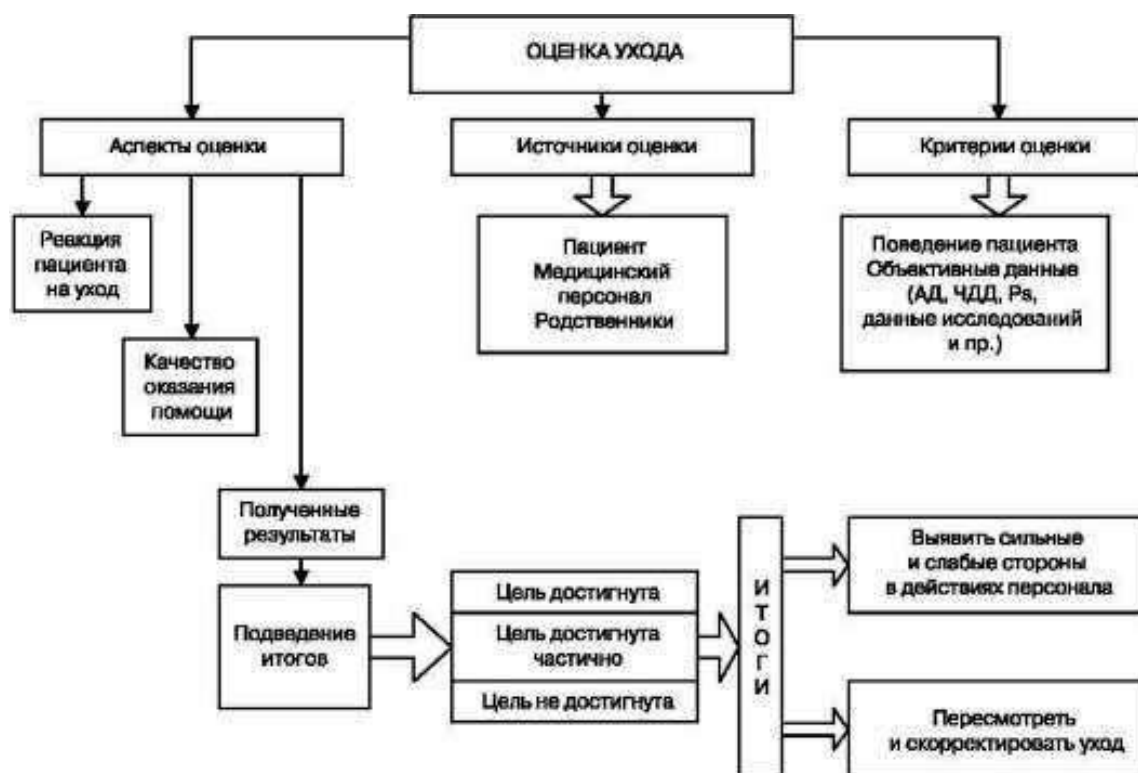 ОЦЕНКА УХОДА
Аспекты оценки
Источники оценки
Критерии оценки
Реакция
пациента
на уход
Пациент
Медицинский
персонал
Родственники
Поведение пациента
Объективные данные
(АД, ЧДД, Ps,
данные исследований
и пр.)
Качество
оказания
помощи
Полученные
результаты
Подведение
итогов
Цель достигнута
Цель достигнута
частично
Цель не достигнута
ИТОГИ
Выявить сильные
и слабые стороны
в действиях персонала
Пересмотреть
и скорректировать уход